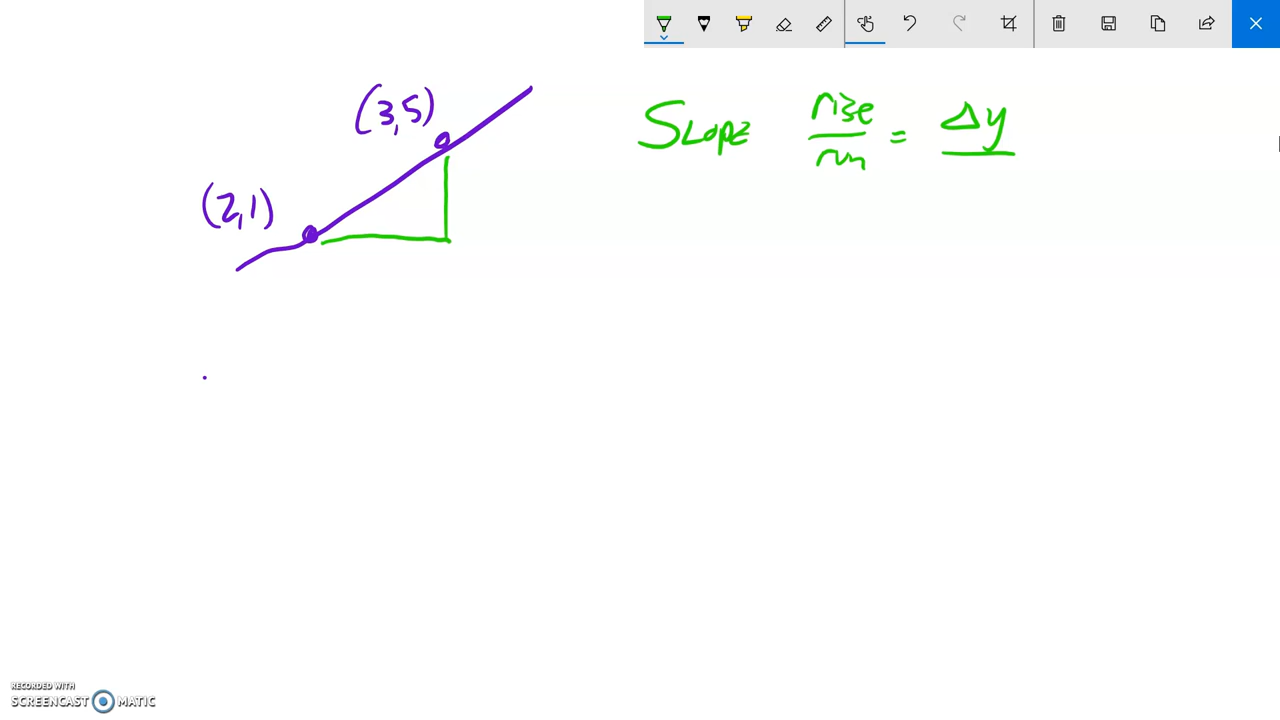 (3,5)
(2,1)
SLOPE rise/run = Δy
RECORDED WITH
SCREENCAST MATIC